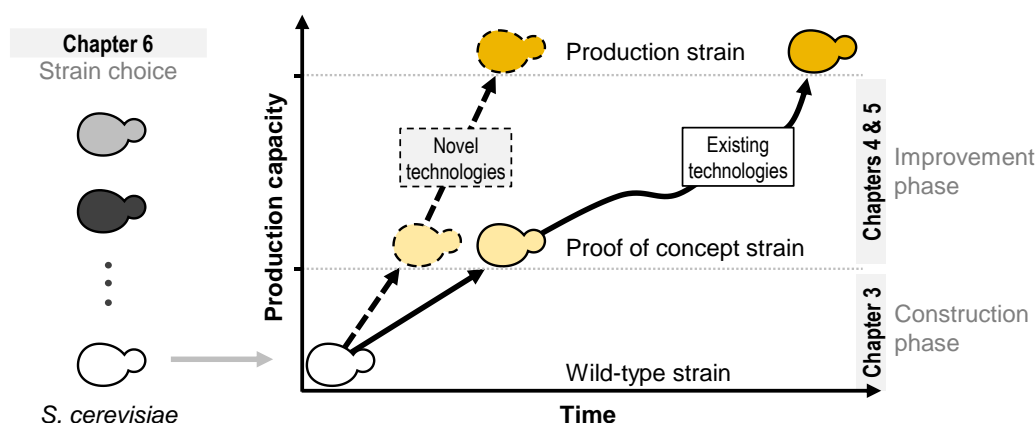 Chapter 6
Strain choice
S. cerevisiae
Production capacity
Time
Production strain
Novel
technologies
Existing
technologies
Proof of concept strain
Wild-type strain
Chapters 4 & 5
Improvement
phase
Chapter 3
Construction
phase